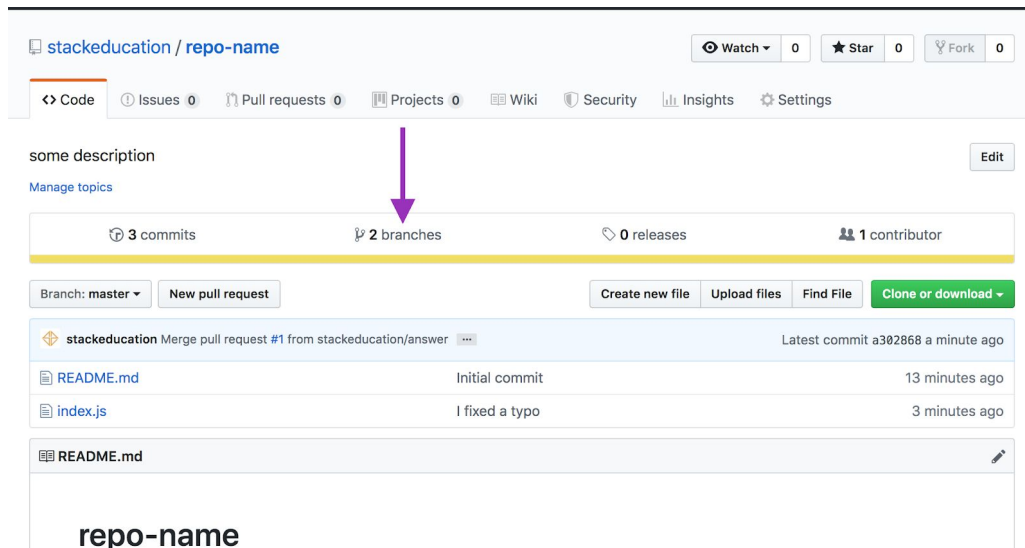 stackeducation / repo-name
Watch 0 Star 0 Fork 0
Code Issues 0 Pull requests 0 Projects 0 Wiki Security Insights Settings
some description Edit
Manage topics
3 commits 2 branches 0 releases 1 contributor
Branch: master New pull request Create new file Upload files Find File Clone or download
stackeducation Merge pull request #1 from stackeducation/answer ... Latest commit a302868 a minute ago
README.md Initial commit 13 minutes ago
index.js I fixed a typo 3 minutes ago
README.md
repo-name